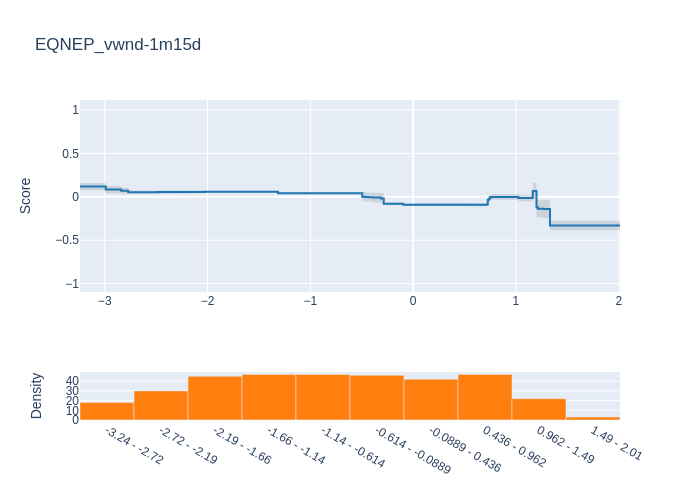 EQNEP_vwnd-1m15d
Score
1
0.5
0
−0.5
−1
−3
−2
−1
0
1
2
Density
40
30
20
10
0
-3.24 - -2.72
-2.72 - -2.19
-2.19 - -1.66
-1.66 - -1.14
-1.14 - -0.614
-0.614 - -0.0889
-0.0889 - 0.436
0.436 - 0.962
0.962 - 1.49
1.49 - 2.01